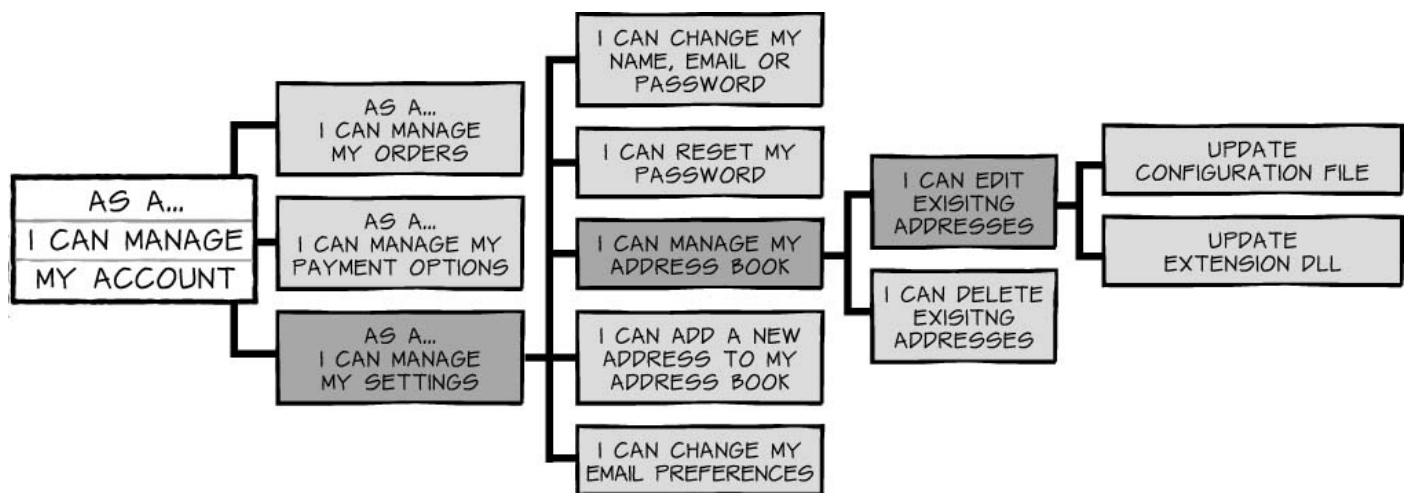 AS A...
I CAN MANAGE
MY ACCOUNT
AS A...
I CAN MANAGE
MY ORDERS
AS A...
I CAN MANAGE MY
PAYMENT OPTIONS
AS A...
I CAN MANAGE
MY SETTINGS
I CAN CHANGE MY
NAME, EMAIL OR
PASSWORD
I CAN RESET MY
PASSWORD
I CAN MANAGE MY
ADDRESS BOOK
I CAN ADD A NEW
ADDRESS TO MY
ADDRESS BOOK
I CAN CHANGE MY
EMAIL PREFERENCES
I CAN EDIT
EXISITNG
ADDRESSES
I CAN DELETE
EXISITNG
ADDRESSES
UPDATE
CONFIGURATION FILE
UPDATE
EXTENSION DLL